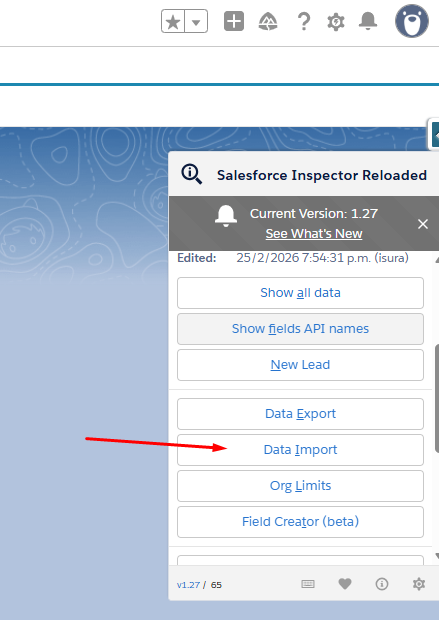 Salesforce Inspector Reloaded
Current Version: 1.27
See What's New
Edited: 25/2/2026 7:54:31 p.m. (isura)
Show all data
Show fields API names
New Lead
Data Export
Data Import
Org Limits
Field Creator (beta)
v1.27 / 65